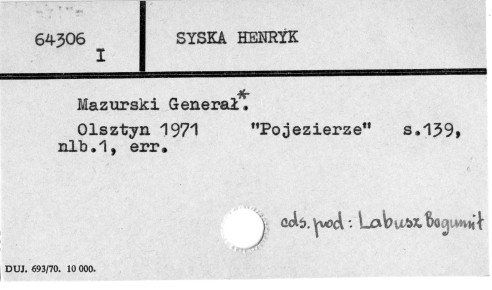 64306
I
SYSKA HENRYK
Mazurski Generał*.
Olsztyn 1971 "Pojezierze" s.139,
nlb.1, err.
cds. pod: Labusz Bogumił
DUJ. 693/70. 10 000.